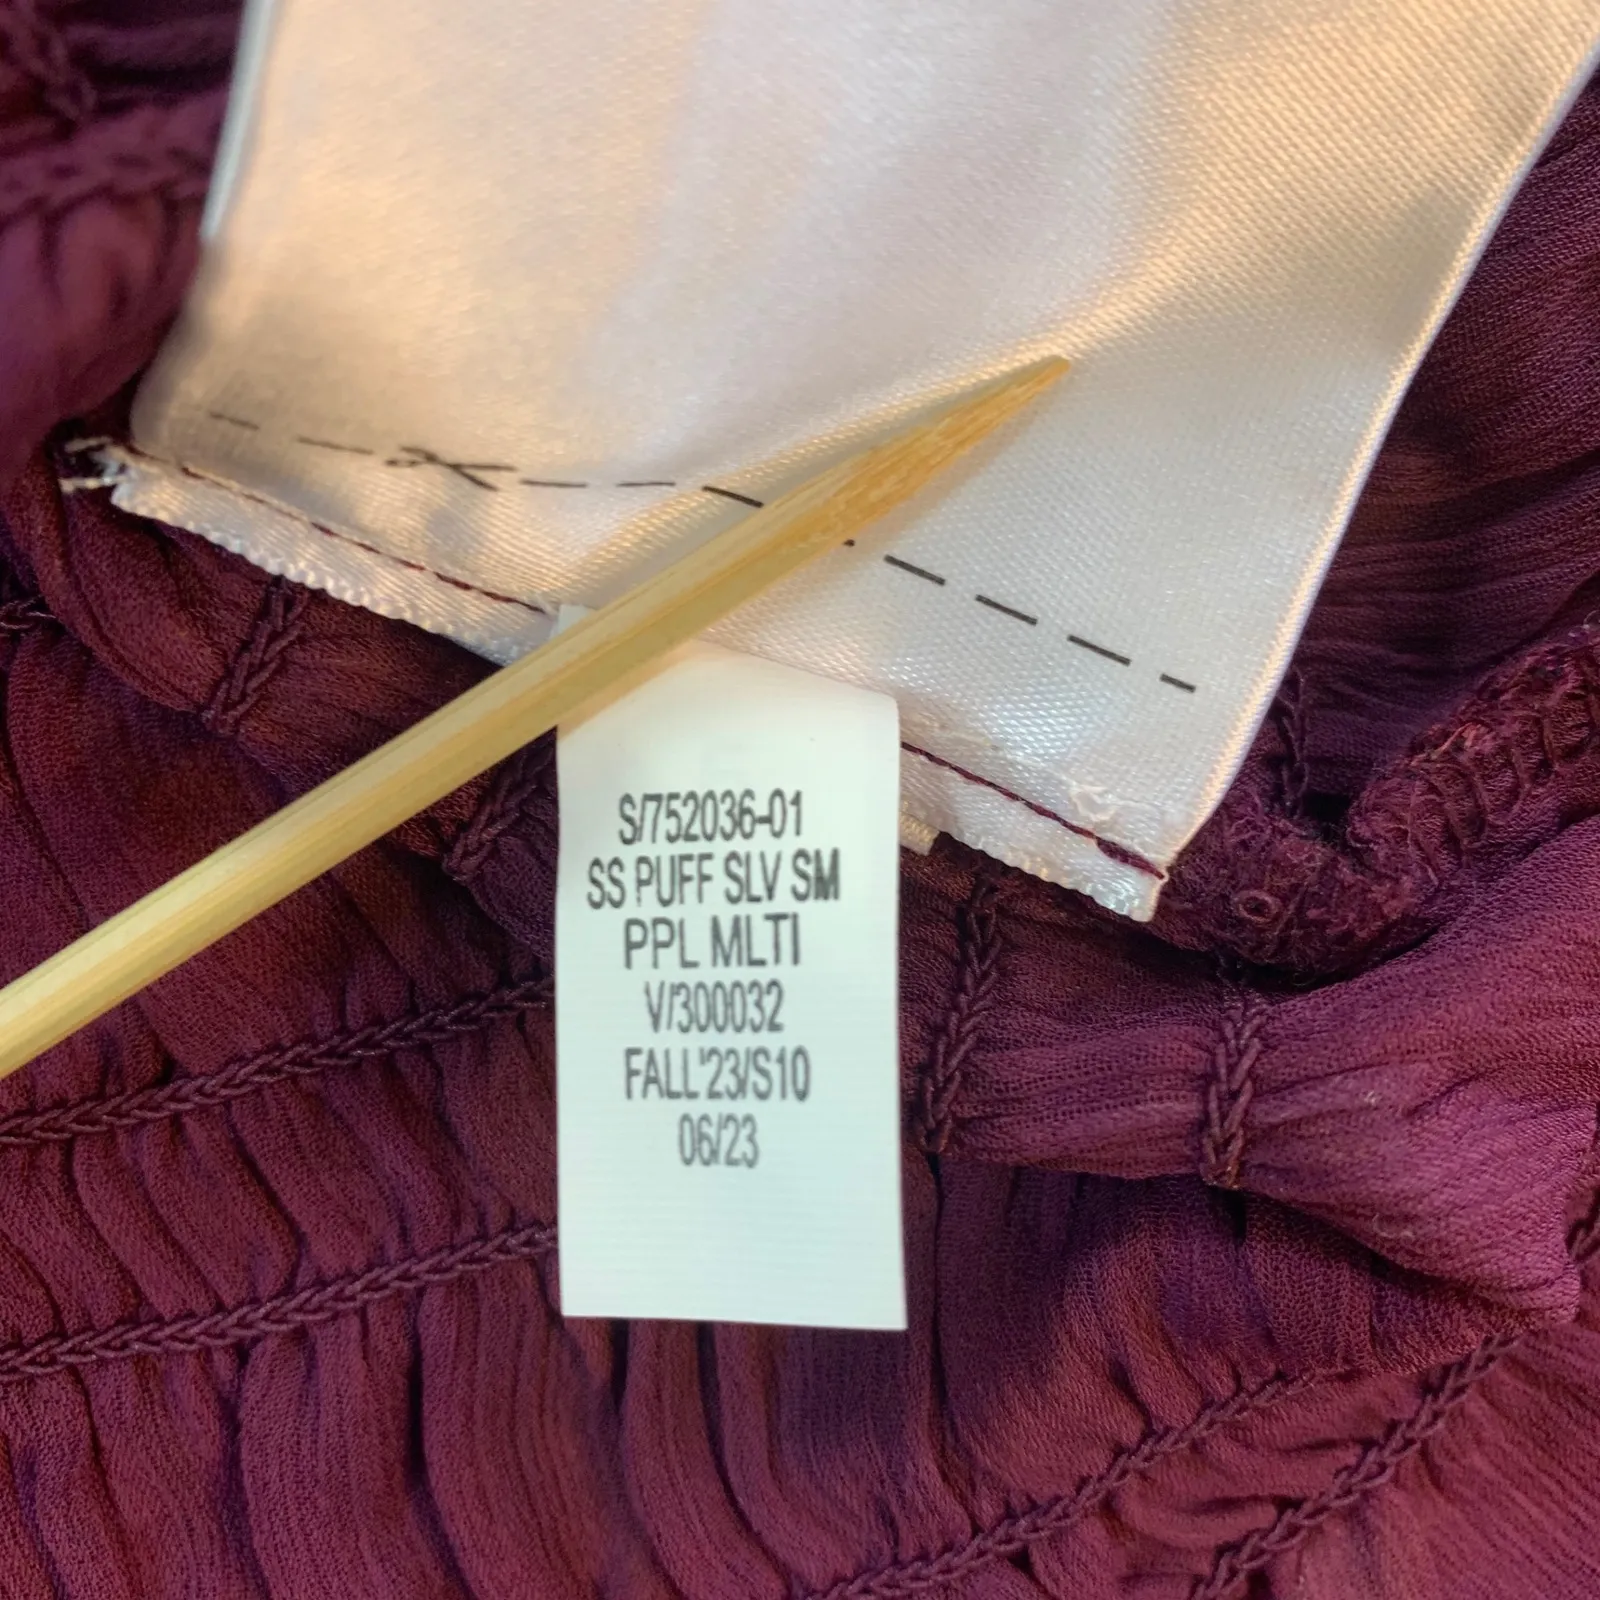 S/752036-01
SS PUFF SLV SM
PPL MLTI
V/300032
FALL'23/S10
06/23